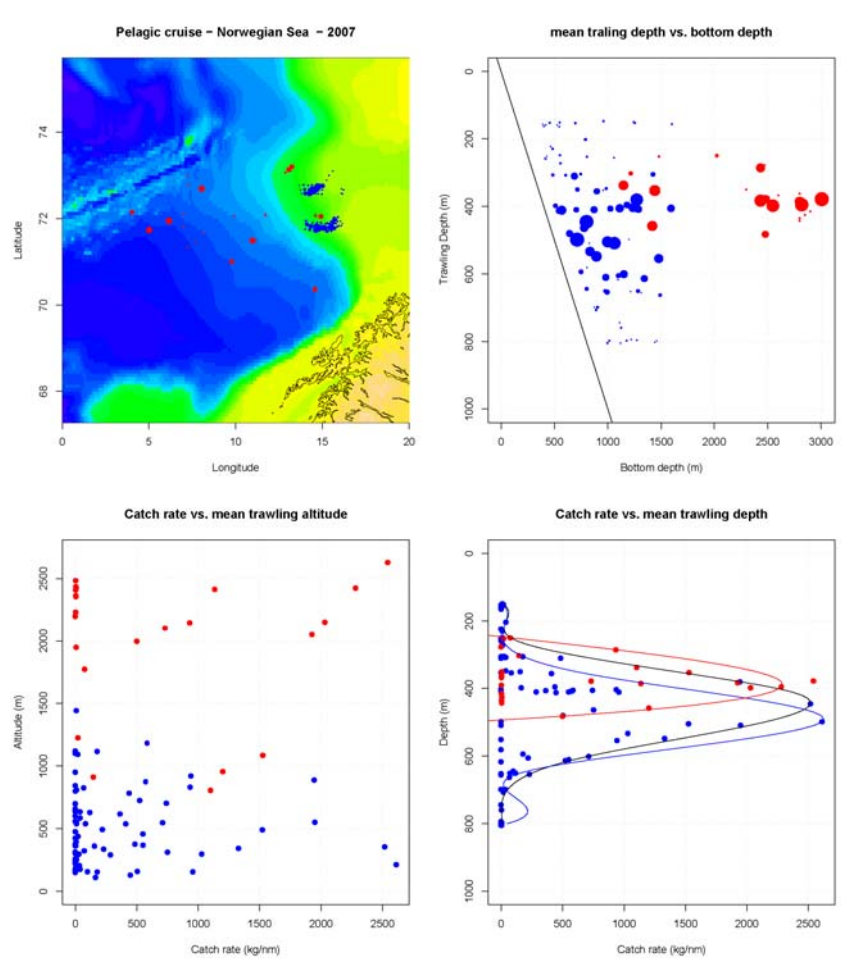 Pelagic cruise − Norwegian Sea − 2007
74
72
70
68
Latitude
0 5 10 15 20
Longitude
mean traling depth vs. bottom depth
0
200
400
600
800
1000
Trawling Depth (m)
0 500 1000 1500 2000 2500 3000
Bottom depth (m)
Catch rate vs. mean trawling altitude
2500
2000
1500
1000
500
0
Altitude (m)
0 500 1000 1500 2000 2500
Catch rate (kg/nm)
Catch rate vs. mean trawling depth
0
200
400
600
800
1000
Depth (m)
0 500 1000 1500 2000 2500
Catch rate (kg/nm)